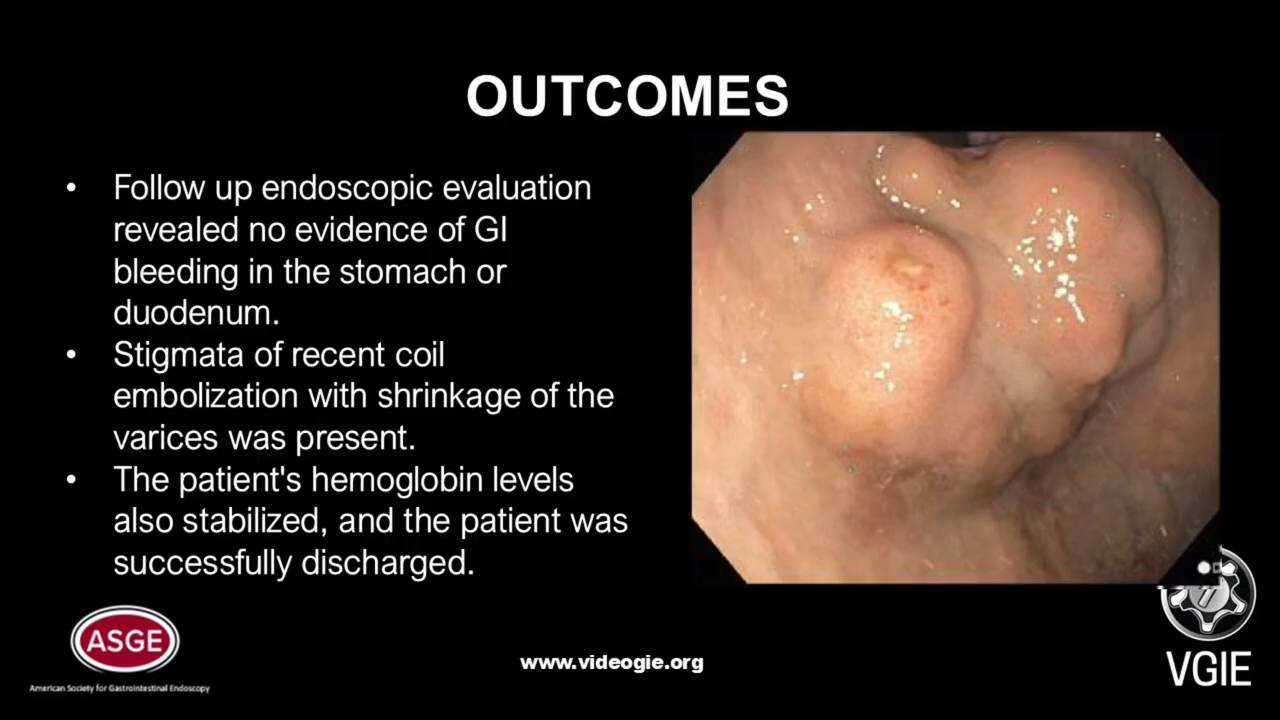 OUTCOMES
• Follow up endoscopic evaluation
revealed no evidence of GI
bleeding in the stomach or
duodenum.
• Stigmata of recent coil
embolization with shrinkage of the
varices was present.
• The patient's hemoglobin levels
also stabilized, and the patient was
successfully discharged.
ASGE
American Society for Gastrointestinal Endoscopy
www.videogie.org
VGIE